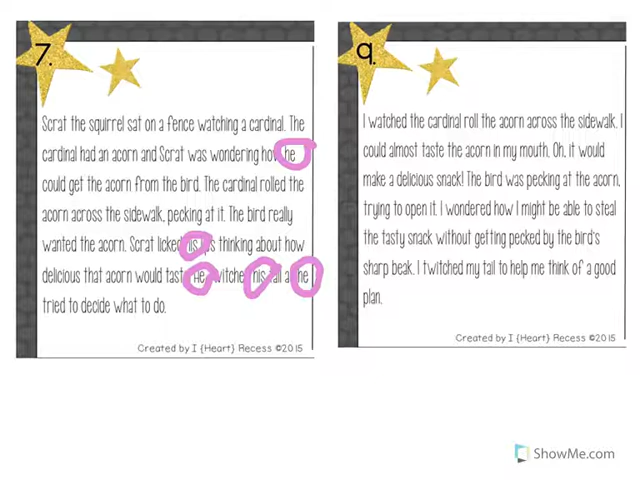 7.
Scrat the squirrel sat on a fence watching a cardinal. The
cardinal had an acorn and Scrat was wondering how he
could get the acorn from the bird. The cardinal rolled the
acorn across the sidewalk, pecking at it. The bird really
wanted the acorn. Scrat licked his lips thinking about how
delicious that acorn would taste. He twitched his tail as he
tried to decide what to do.
Created by I {Heart} Recess ©2015
9.
I watched the cardinal roll the acorn across the sidewalk. I
could almost taste the acorn in my mouth. Oh, it would
make a delicious snack! The bird was pecking at the acorn,
trying to open it. I wondered how I might be able to steal
the tasty snack without getting pecked by the bird's
sharp beak. I twitched my tail to help me think of a good
plan.
Created by I {Heart} Recess ©2015
ShowMe.com